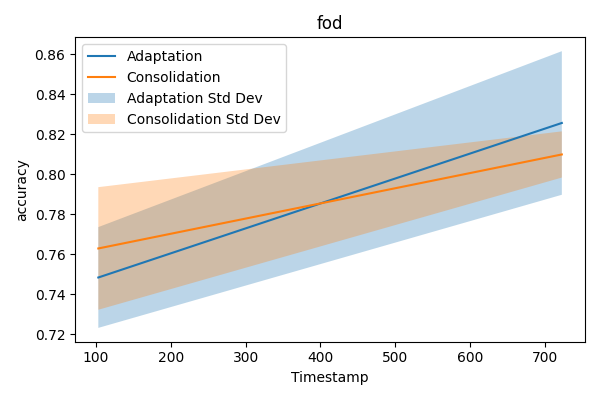 fod
Adaptation
Consolidation
Adaptation Std Dev
Consolidation Std Dev
accuracy
0.86
0.84
0.82
0.80
0.78
0.76
0.74
0.72
100 200 300 400 500 600 700
Timestamp